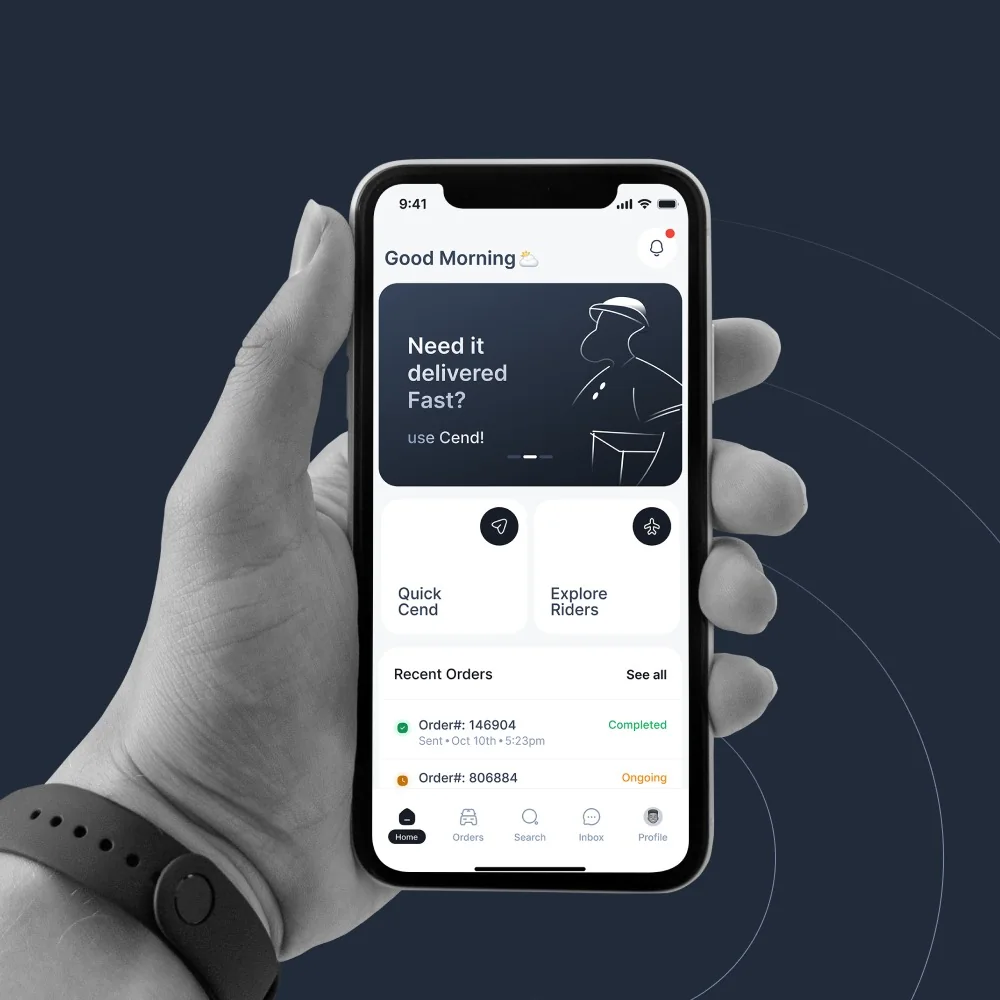 9:41
Good Morning
Need it
delivered
Fast?
use Cend!
Quick
Cend
Explore
Riders
Recent Orders
See all
Order#: 146904
Completed
Sent • Oct 10th • 5:23pm
Order#: 806884
Ongoing
Home
Orders
Search
Inbox
Profile